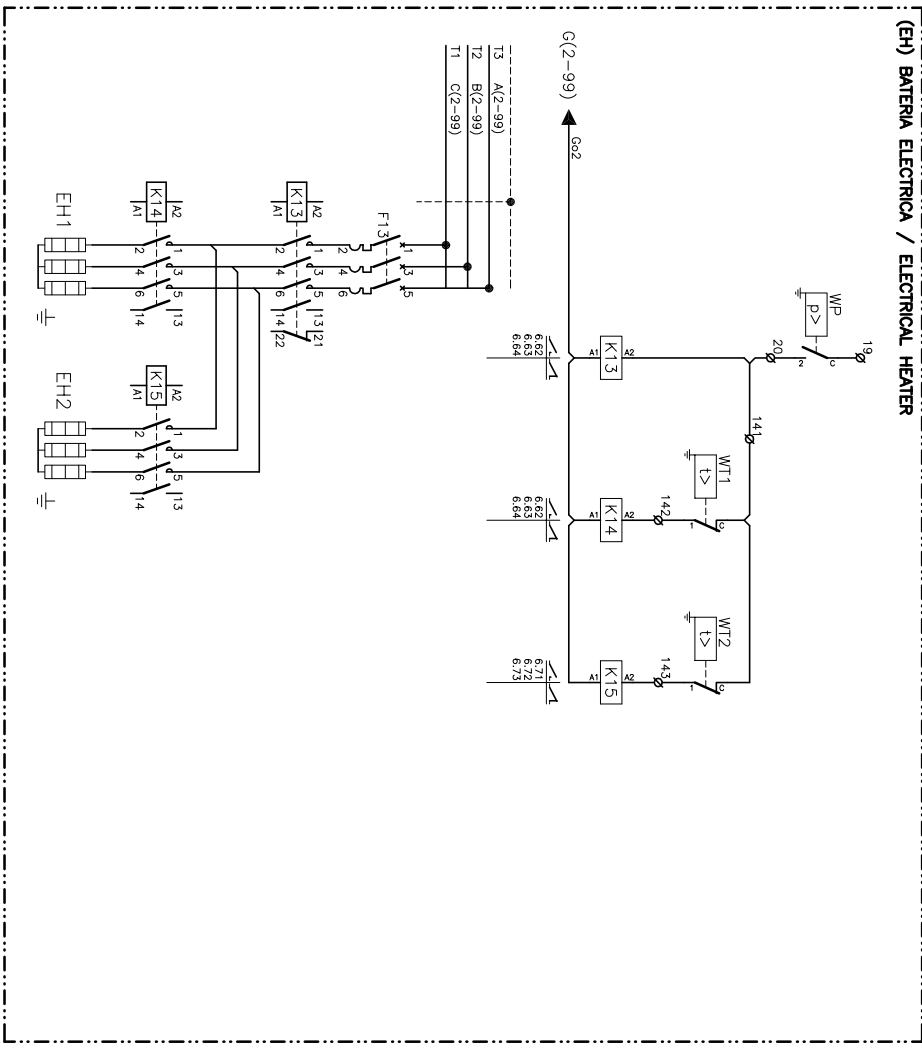 (EH) BATERIA ELECTRICA / ELECTRICAL HEATER
19
WP
p>
C
2
20
141
WT1
t>
C
1
142
WT2
t>
C
1
143
A1 K13 A2
A1 K14 A2
A1 K15 A2
6.62
6.63
6.64
6.62
6.63
6.64
6.71
6.72
6.73
G(2-99)
Go2
T3 A(2-99)
T2 B(2-99)
T1 C(2-99)
F13
1 3 5
2 4 6
K13
A2
A1
1 3 5 13 21
2 4 6 14 22
K14
A2
A1
1 3 5 13
2 4 6 14
K15
A2
A1
1 3 5 13
2 4 6 14
EH1
EH2